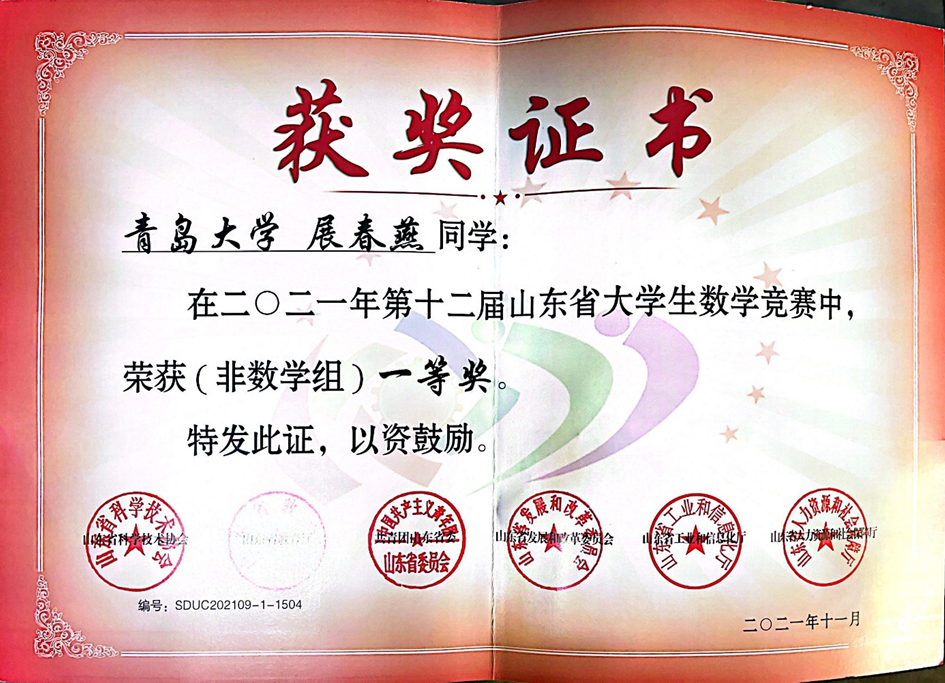 获奖证书
青岛大学 展春燕同学：
在二〇二一年第十二届山东省大学生数学竞赛中，
荣获（非数学组）一等奖。
特发此证，以资鼓励。
山东省科学技术协会
山东省科学技术协会
共青团山东省委会
中国共产主义青年团
山东省委员会
山东省发展和改革委员会
山东省发展和改革委员会
山东省工业和信息化厅
山东省工业和信息化厅
山东省人力资源和社会保障厅
山东省人力资源和社会保障厅
编号：SDUC202109-1-1504
二〇二一年十一月